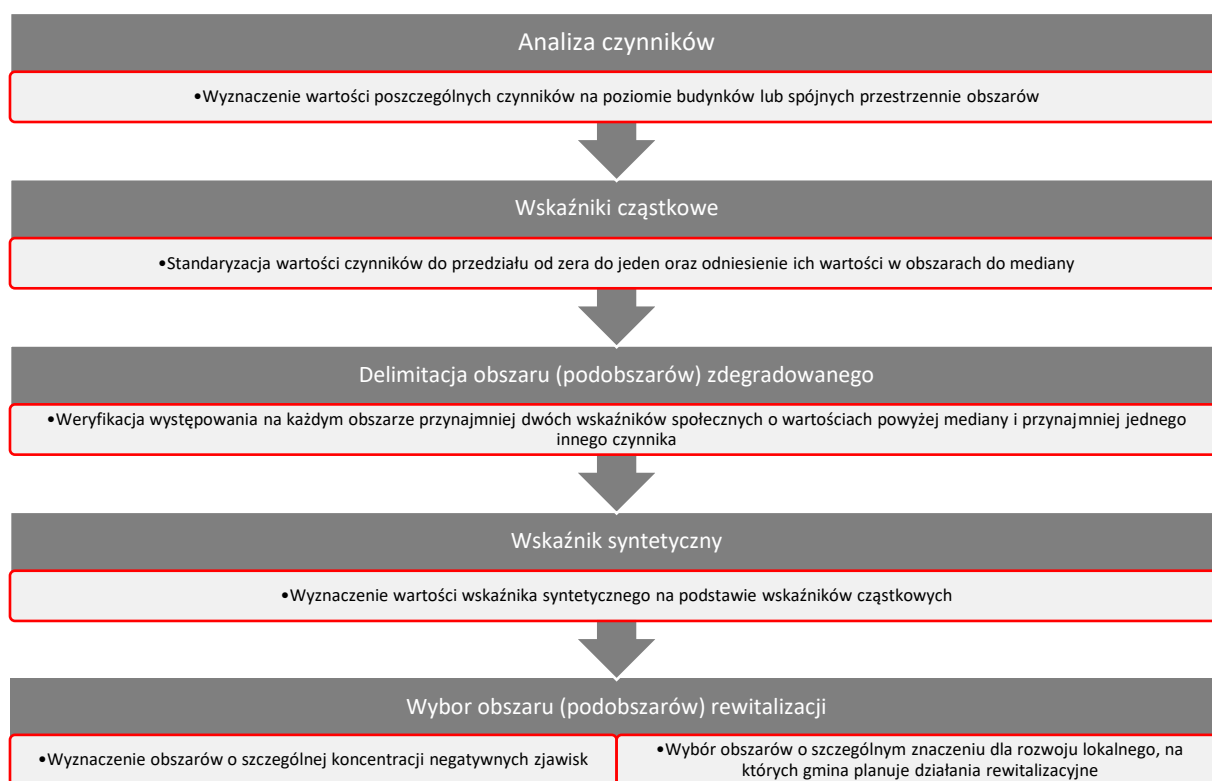 Analiza czynników
•Wyznaczenie wartości poszczególnych czynników na poziomie budynków lub spójnych przestrzennie obszarów
Wskaźniki cząstkowe
•Standaryzacja wartości czynników do przedziału od zera do jeden oraz odniesienie ich wartości w obszarach do mediany
Delimitacja obszaru (podobszarów) zdegradowanego
•Weryfikacja występowania na każdym obszarze przynajmniej dwóch wskaźników społecznych o wartościach powyżej mediany i przynajmniej jednego
innego czynnika
Wskaźnik syntetyczny
•Wyznaczenie wartości wskaźnika syntetycznego na podstawie wskaźników cząstkowych
Wybor obszaru (podobszarów) rewitalizacji
•Wyznaczenie obszarów o szczególnej koncentracji negatywnych zjawisk
•Wybór obszarów o szczególnym znaczeniu dla rozwoju lokalnego, na
których gmina planuje działania rewitalizacyjne